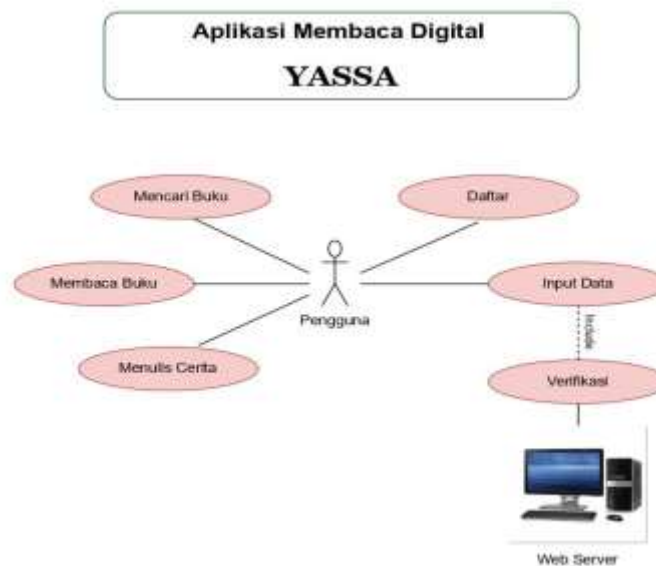 Aplikasi Membaca Digital
YASSA
Mencari Buku
Daftar
Membaca Buku
Input Data
Pengguna
Include
Menulis Cerita
Verifikasi
Web Server